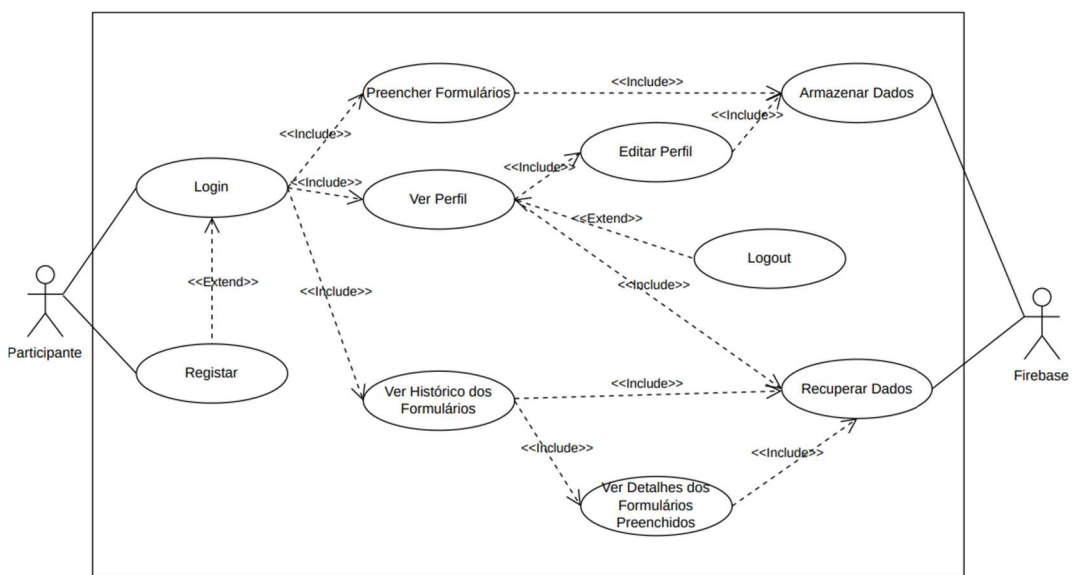 Preencher Formulários
<<Include>>
Armazenar Dados
<<Include>>
<<Include>>
Editar Perfil
Login
<<Include>>
Ver Perfil
<<Include>>
<<Extend>>
Logout
<<Extend>>
<<Include>>
<<Include>>
Participante
Registar
Ver Histórico dos
Formulários
<<Include>>
Recuperar Dados
Firebase
<<Include>>
<<Include>>
Ver Detalhes dos
Formulários
Preenchidos